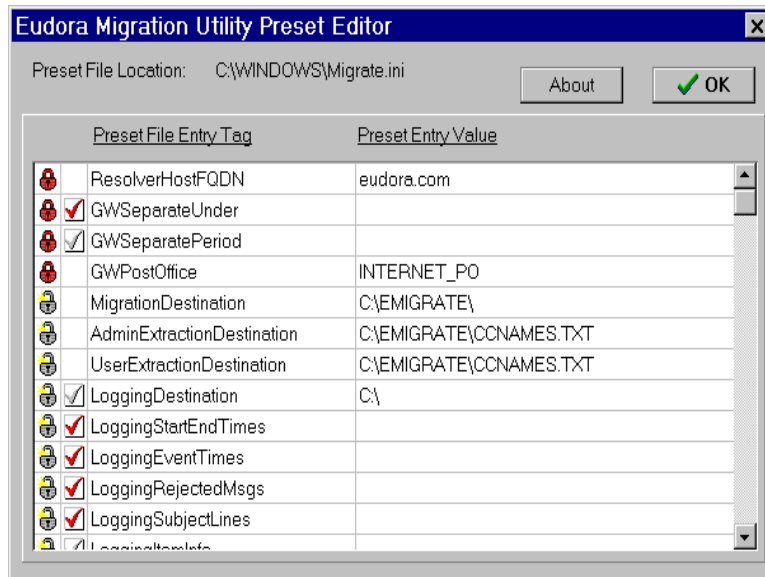 Eudora Migration Utility Preset Editor
Preset File Location: C:\WINDOWS\Migrate.ini
About
OK
Preset File Entry Tag Preset Entry Value
ResolverHostFQDN eudora.com
GWSeparateUnder
GWSeparatePeriod
GWPostOffice INTERNET_PO
MigrationDestination C:\EMIGRATE\
AdminExtractionDestination C:\EMIGRATE\CCNAMES.TXT
UserExtractionDestination C:\EMIGRATE\CCNAMES.TXT
LoggingDestination C:\
LoggingStartEndTimes
LoggingEventTimes
LoggingRejectedMsgs
LoggingSubjectLines
LoggingItemInfo